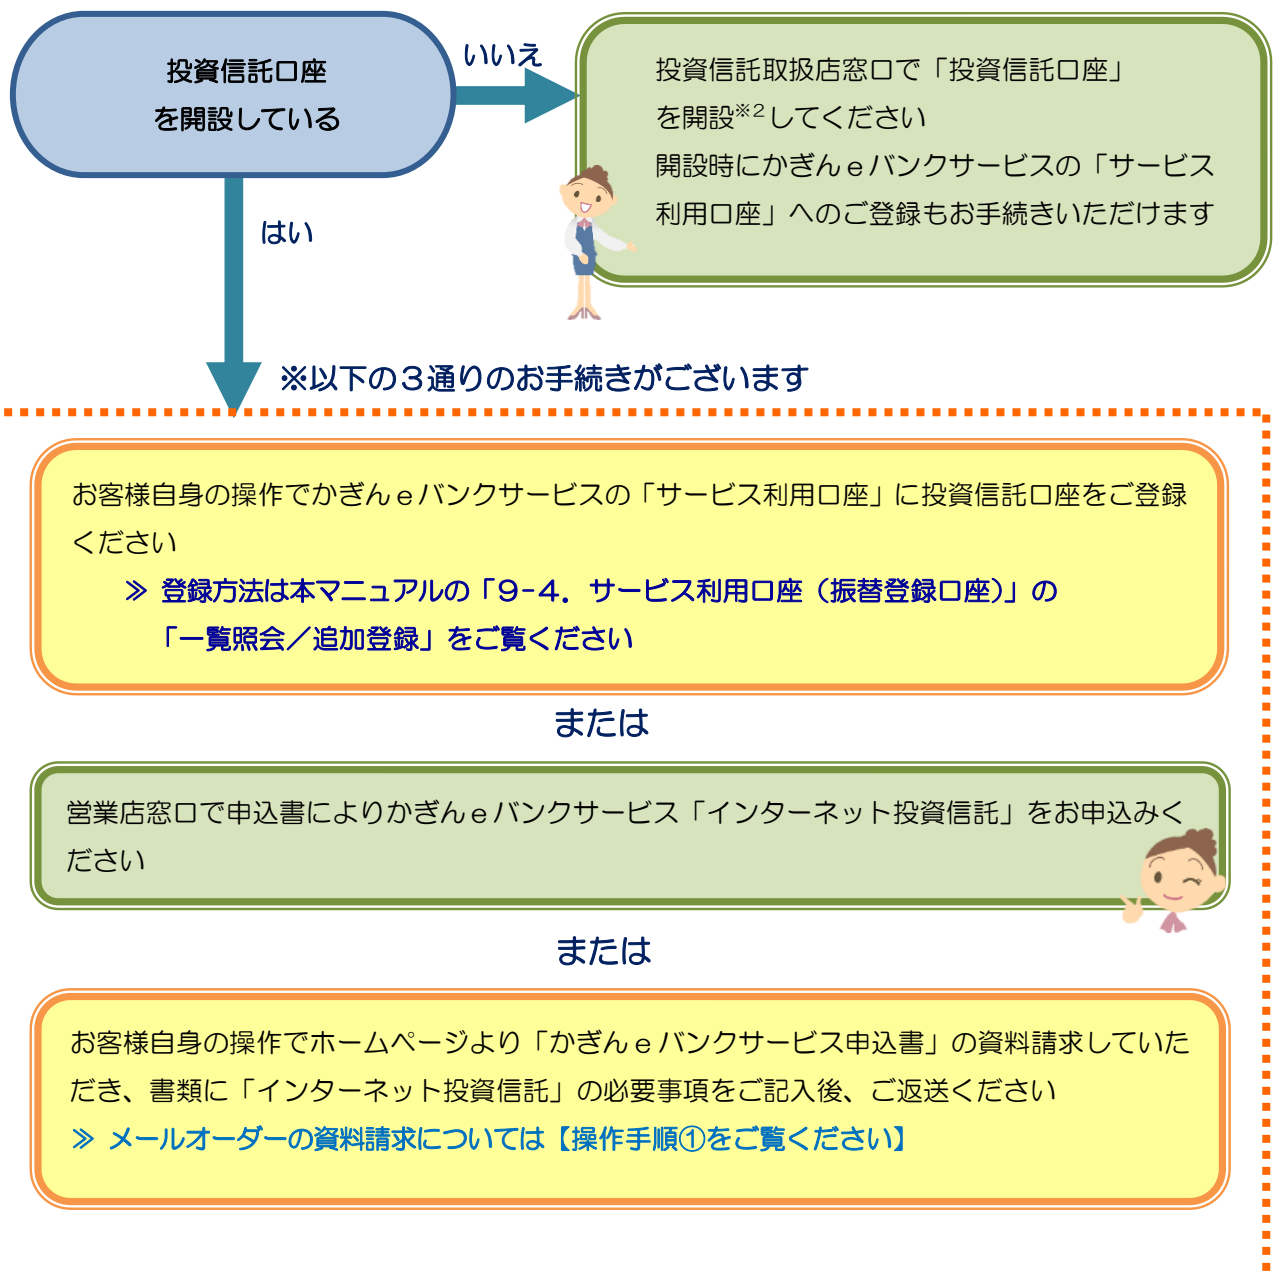 投資信託口座
を開設している
いいえ
投資信託取扱店窓口で「投資信託口座」
を開設※2してください
開設時にかぎんeバンクサービスの「サービス
利用口座」へのご登録もお手続きいただけます
はい
※以下の3通りのお手続きがございます
お客様自身の操作でかぎんeバンクサービスの「サービス利用口座」に投資信託口座をご登録
ください
≫ 登録方法は本マニュアルの「9-4．サービス利用口座（振替登録口座）」の
「一覧照会／追加登録」をご覧ください
または
営業店窓口で申込書によりかぎんeバンクサービス「インターネット投資信託」をお申込みく
ださい
または
お客様自身の操作でホームページより「かぎんeバンクサービス申込書」の資料請求していた
だき、書類に「インターネット投資信託」の必要事項をご記入後、ご返送ください
≫ メールオーダーの資料請求については【操作手順①をご覧ください】